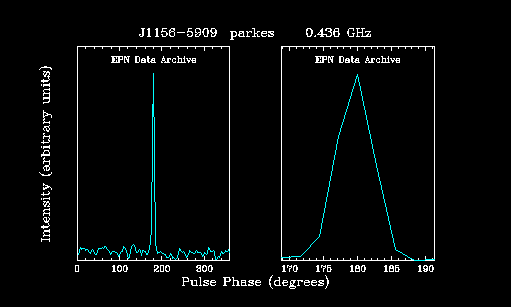 J1156-5909 parkes 0.436 GHz
EPN Data Archive EPN Data Archive
Intensity (arbitrary units)
0 100 200 300 170 175 180 185 190
Pulse Phase (degrees)